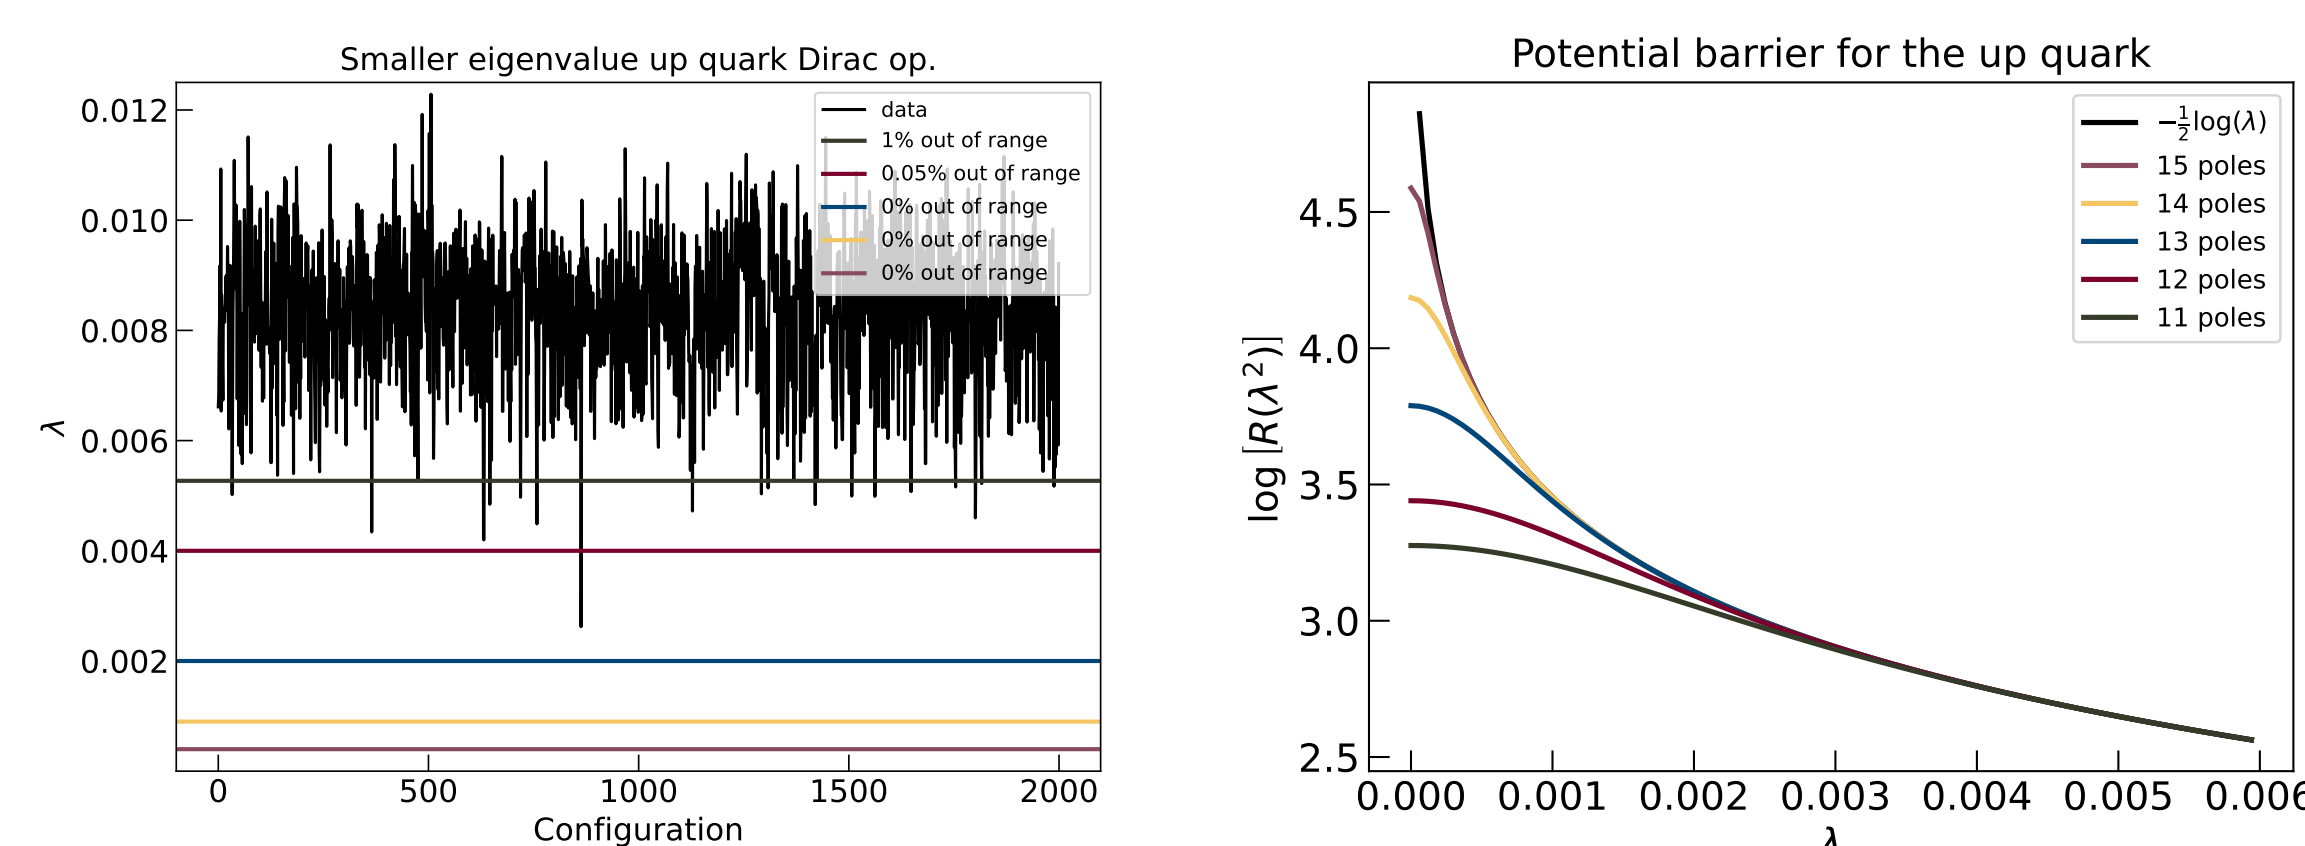 Smaller eigenvalue up quark Dirac op.
0.012
0.010
0.008
0.006
0.004
0.002
λ
0 500 1000 1500 2000
Configuration
data
1% out of range
0.05% out of range
0% out of range
0% out of range
0% out of range
Potential barrier for the up quark
4.5
4.0
3.5
3.0
2.5
log [R(λ²)]
0.000 0.001 0.002 0.003 0.004 0.005 0.006
λ
−½log(λ)
15 poles
14 poles
13 poles
12 poles
11 poles